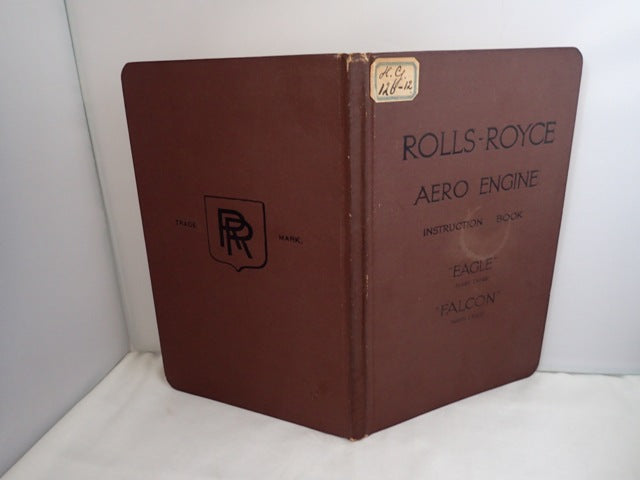 TRADE
RR
MARK.
ROLLS-ROYCE
AERO ENGINE
INSTRUCTION BOOK
"EAGLE"
"FALCON"